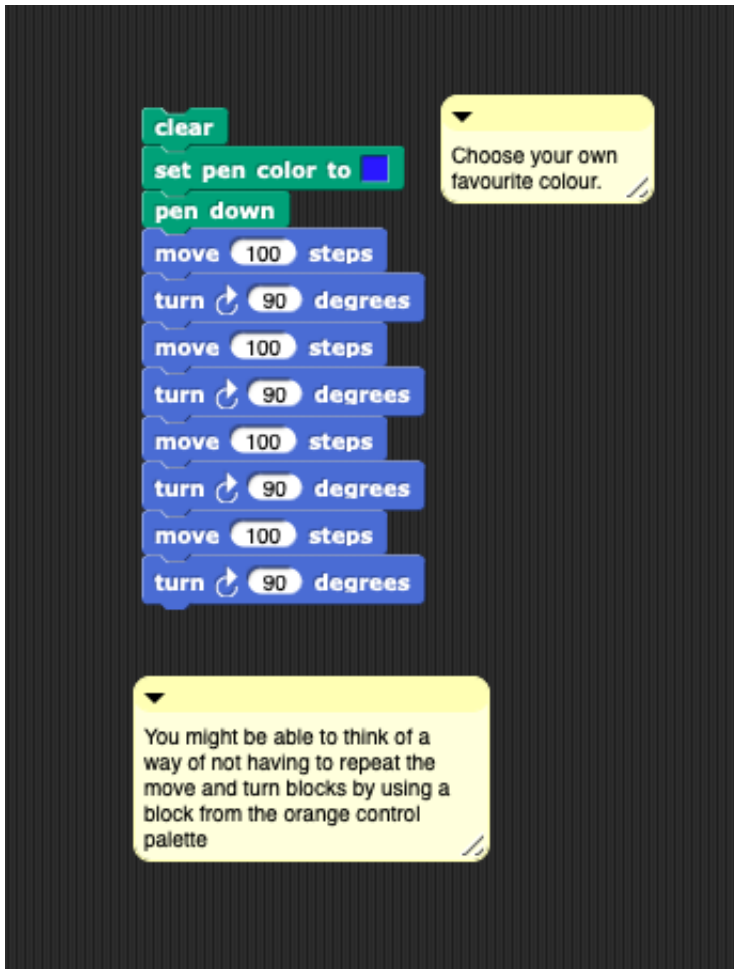 clear
set pen color to
pen down
move 100 steps
turn 90 degrees
move 100 steps
turn 90 degrees
move 100 steps
turn 90 degrees
move 100 steps
turn 90 degrees
Choose your own
favourite colour.
You might be able to think of a
way of not having to repeat the
move and turn blocks by using a
block from the orange control
palette